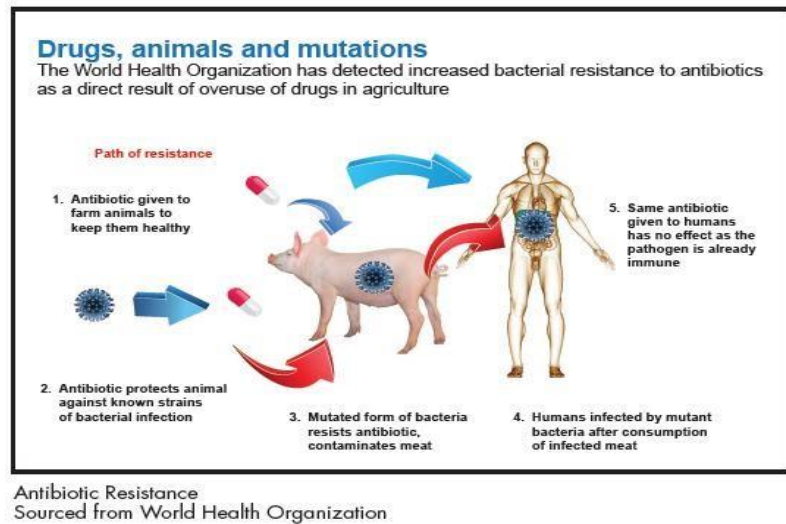 Drugs, animals and mutations
The World Health Organization has detected increased bacterial resistance to antibiotics
as a direct result of overuse of drugs in agriculture
Path of resistance
1. Antibiotic given to
farm animals to
keep them healthy
2. Antibiotic protects animal
against known strains
of bacterial infection
3. Mutated form of bacteria
resists antibiotic,
contaminates meat
4. Humans infected by mutant
bacteria after consumption
of infected meat
5. Same antibiotic
given to humans
has no effect as the
pathogen is already
immune
Antibiotic Resistance
Sourced from World Health Organization